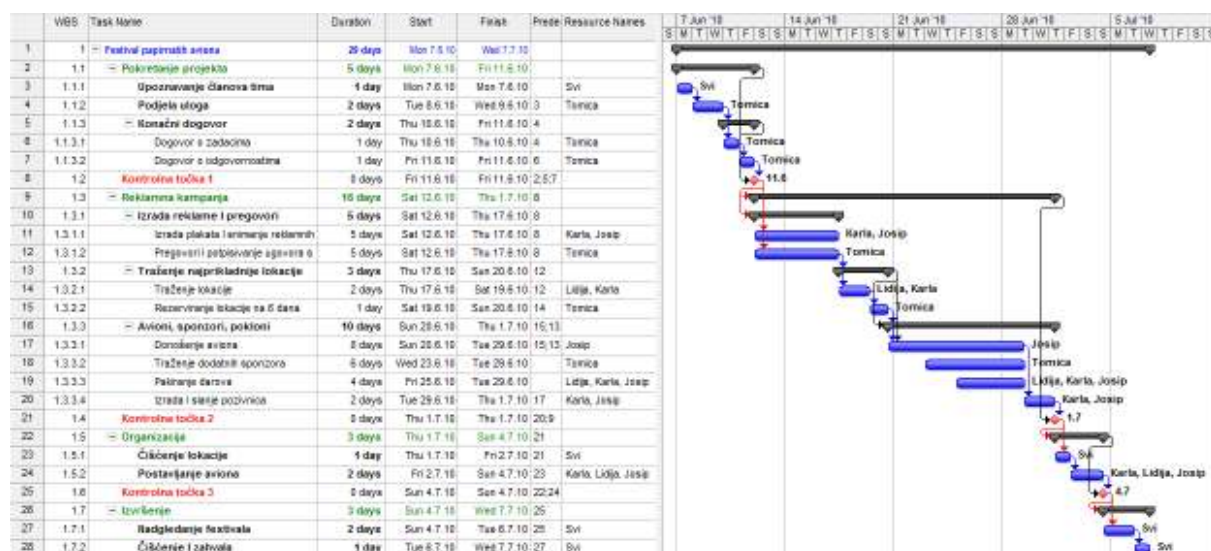 WBS Task Name Duration Start Finish Prede Resource Names 7 Jun '10 14 Jun '10 21 Jun '10 28 Jun '10 5 Jul '10
S M T W T F S S M T W T F S S M T W T F S S M T W T F S S M T W T F S
1 1 Festival papirnatih aviona 29 days Mon 7.6.10 Wed 7.7.10
2 1.1 Pokretanje projekta 5 days Mon 7.6.10 Fri 11.6.10
3 1.1.1 Upoznavanje članova tima 1 day Mon 7.6.10 Mon 7.6.10 Svi Svi
4 1.1.2 Podjela uloga 2 days Tue 8.6.10 Wed 9.6.10 3 Tomica Tomica
5 1.1.3 Konačni dogovor 2 days Thu 10.6.10 Fri 11.6.10 4
6 1.1.3.1 Dogovor o zadacima 1 day Thu 10.6.10 Thu 10.6.10 4 Tomica Tomica
7 1.1.3.2 Dogovor o odgovornostima 1 day Fri 11.6.10 Fri 11.6.10 6 Tomica Tomica
8 1.2 Kontrolna točka 1 0 days Fri 11.6.10 Fri 11.6.10 2;5;7 11.6
9 1.3 Reklamna kampanja 16 days Sat 12.6.10 Thu 1.7.10 8
10 1.3.1 Izrada reklame i pregovori 5 days Sat 12.6.10 Thu 17.6.10 8
11 1.3.1.1 Izrada plakata i snimanje reklamnih 5 days Sat 12.6.10 Thu 17.6.10 8 Karla, Josip Karla, Josip
12 1.3.1.2 Pregovori i potpisivanje ugovora o 5 days Sat 12.6.10 Thu 17.6.10 8 Tomica Tomica
13 1.3.2 Traženje najprikladnije lokacije 3 days Thu 17.6.10 Sun 20.6.10 12
14 1.3.2.1 Traženje lokacije 2 days Thu 17.6.10 Sat 19.6.10 12 Lidija, Karla Lidija, Karla
15 1.3.2.2 Rezerviranje lokacije na 6 dana 1 day Sat 19.6.10 Sun 20.6.10 14 Tomica Tomica
16 1.3.3 Avioni, sponzori, pokloni 10 days Sun 20.6.10 Thu 1.7.10 15;13
17 1.3.3.1 Donošenje aviona 8 days Sun 20.6.10 Tue 29.6.10 15;13 Josip Josip
18 1.3.3.2 Traženje dodatnih sponzora 6 days Wed 23.6.10 Tue 29.6.10 Tomica Tomica
19 1.3.3.3 Pakiranje darova 4 days Fri 25.6.10 Tue 29.6.10 Lidija, Karla, Josip Lidija, Karla, Josip
20 1.3.3.4 Izrada i slanje pozivnica 2 days Tue 29.6.10 Thu 1.7.10 17 Karla, Josip Karla, Josip
21 1.4 Kontrolna točka 2 0 days Thu 1.7.10 Thu 1.7.10 20;9 1.7
22 1.5 Organizacija 3 days Thu 1.7.10 Sun 4.7.10 21
23 1.5.1 Čišćenje lokacije 1 day Thu 1.7.10 Fri 2.7.10 21 Svi Svi
24 1.5.2 Postavljanje aviona 2 days Fri 2.7.10 Sun 4.7.10 23 Karla, Lidija, Josip Karla, Lidija, Josip
25 1.6 Kontrolna točka 3 0 days Sun 4.7.10 Sun 4.7.10 22;24 4.7
26 1.7 Izvršenje 3 days Sun 4.7.10 Wed 7.7.10 25
27 1.7.1 Nadgledanje festivala 2 days Sun 4.7.10 Tue 6.7.10 25 Svi Svi
28 1.7.2 Čišćenje i zahvala 1 day Tue 6.7.10 Wed 7.7.10 27 Svi Svi